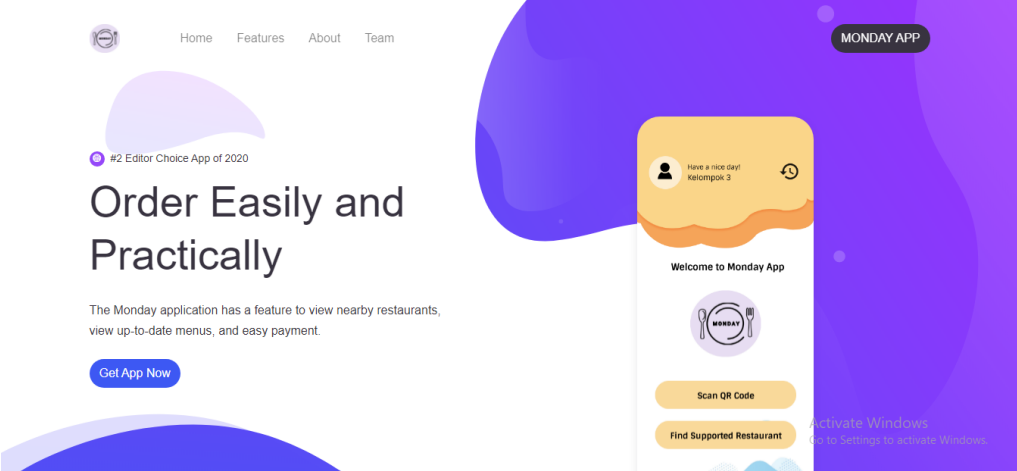 MONDAY
Home Features About Team
MONDAY APP
#2 Editor Choice App of 2020
Order Easily and
Practically
The Monday application has a feature to view nearby restaurants,
view up-to-date menus, and easy payment.
Get App Now
Have a nice day!
Kelompok 3
Welcome to Monday App
MONDAY
Scan QR Code
Find Supported Restaurant
Activate Windows
Go to Settings to activate Windows.